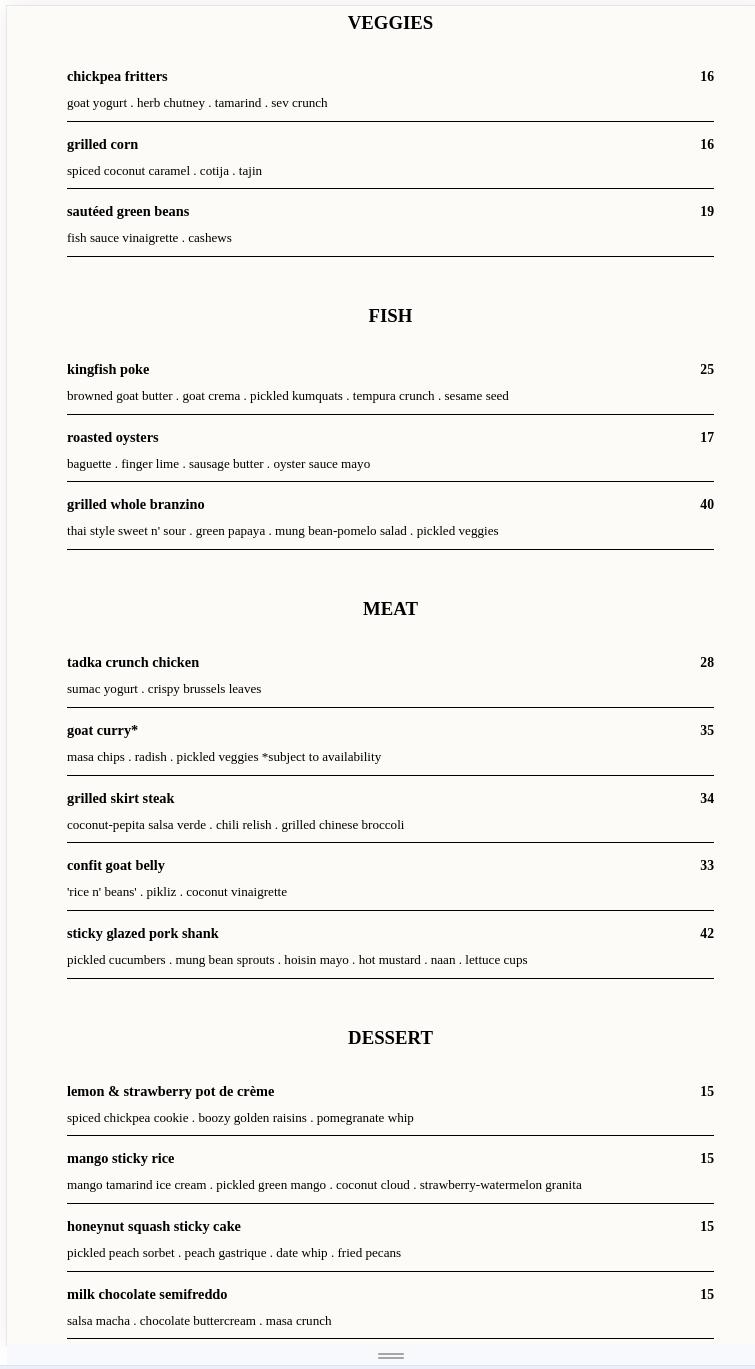 VEGGIES
chickpea fritters 16
goat yogurt . herb chutney . tamarind . sev crunch
grilled corn 16
spiced coconut caramel . cotija . tajin
sautéed green beans 19
fish sauce vinaigrette . cashews
FISH
kingfish poke 25
browned goat butter . goat crema . pickled kumquats . tempura crunch . sesame seed
roasted oysters 17
baguette . finger lime . sausage butter . oyster sauce mayo
grilled whole branzino 40
thai style sweet n' sour . green papaya . mung bean-pomelo salad . pickled veggies
MEAT
tadka crunch chicken 28
sumac yogurt . crispy brussels leaves
goat curry* 35
masa chips . radish . pickled veggies *subject to availability
grilled skirt steak 34
coconut-pepita salsa verde . chili relish . grilled chinese broccoli
confit goat belly 33
'rice n' beans' . pikliz . coconut vinaigrette
sticky glazed pork shank 42
pickled cucumbers . mung bean sprouts . hoisin mayo . hot mustard . naan . lettuce cups
DESSERT
lemon & strawberry pot de crème 15
spiced chickpea cookie . boozy golden raisins . pomegranate whip
mango sticky rice 15
mango tamarind ice cream . pickled green mango . coconut cloud . strawberry-watermelon granita
honeynut squash sticky cake 15
pickled peach sorbet . peach gastrique . date whip . fried pecans
milk chocolate semifreddo 15
salsa macha . chocolate buttercream . masa crunch